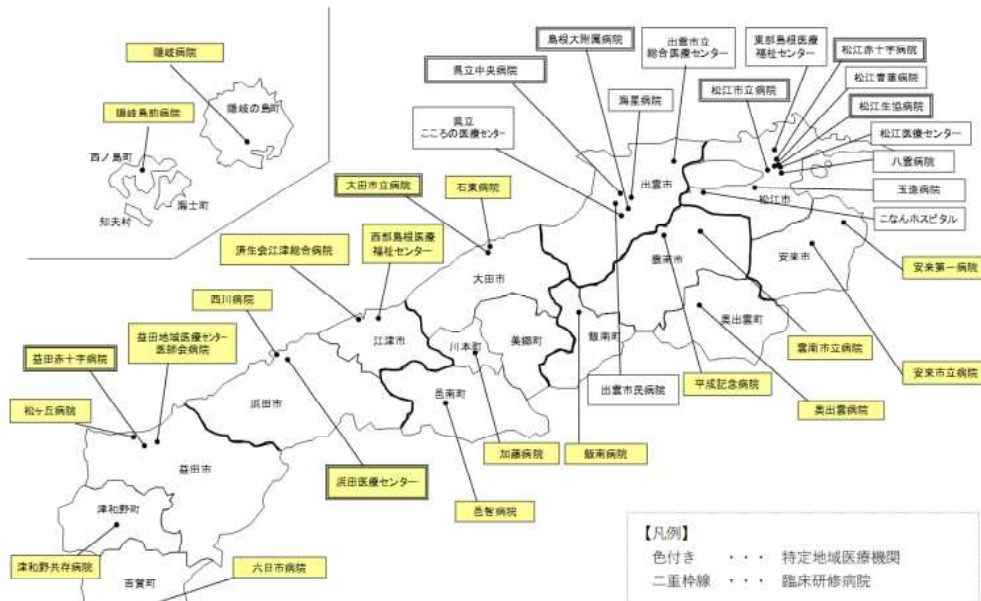 隠岐病院
隠岐の島町
隠岐島前病院
西ノ島町
海士町
知夫村
島根大附属病院
県立中央病院
県立
こころの医療センター
海星病院
出雲市立
総合医療センター
東部島根医療
福祉センター
松江赤十字病院
松江青葉病院
松江市立病院
松江生協病院
松江医療センター
八雲病院
玉造病院
こなんホスピタル
出雲市
松江市
大田市立病院
石東病院
済生会江津総合病院
西部島根医療
福祉センター
大田市
雲南市
安来市
安来第一病院
西川病院
江津市
川本町
美郷町
飯南町
奥出雲町
益田地域医療センター
医師会病院
益田赤十字病院
雲南市立病院
安来市立病院
出雲市民病院
平成記念病院
奥出雲病院
松ヶ丘病院
浜田市
邑南町
加藤病院
飯南病院
益田市
浜田医療センター
邑智病院
津和野町
津和野共存病院
六日市病院
吉賀町
【凡例】
色付き ・・・ 特定地域医療機関
二重枠線 ・・・ 臨床研修病院